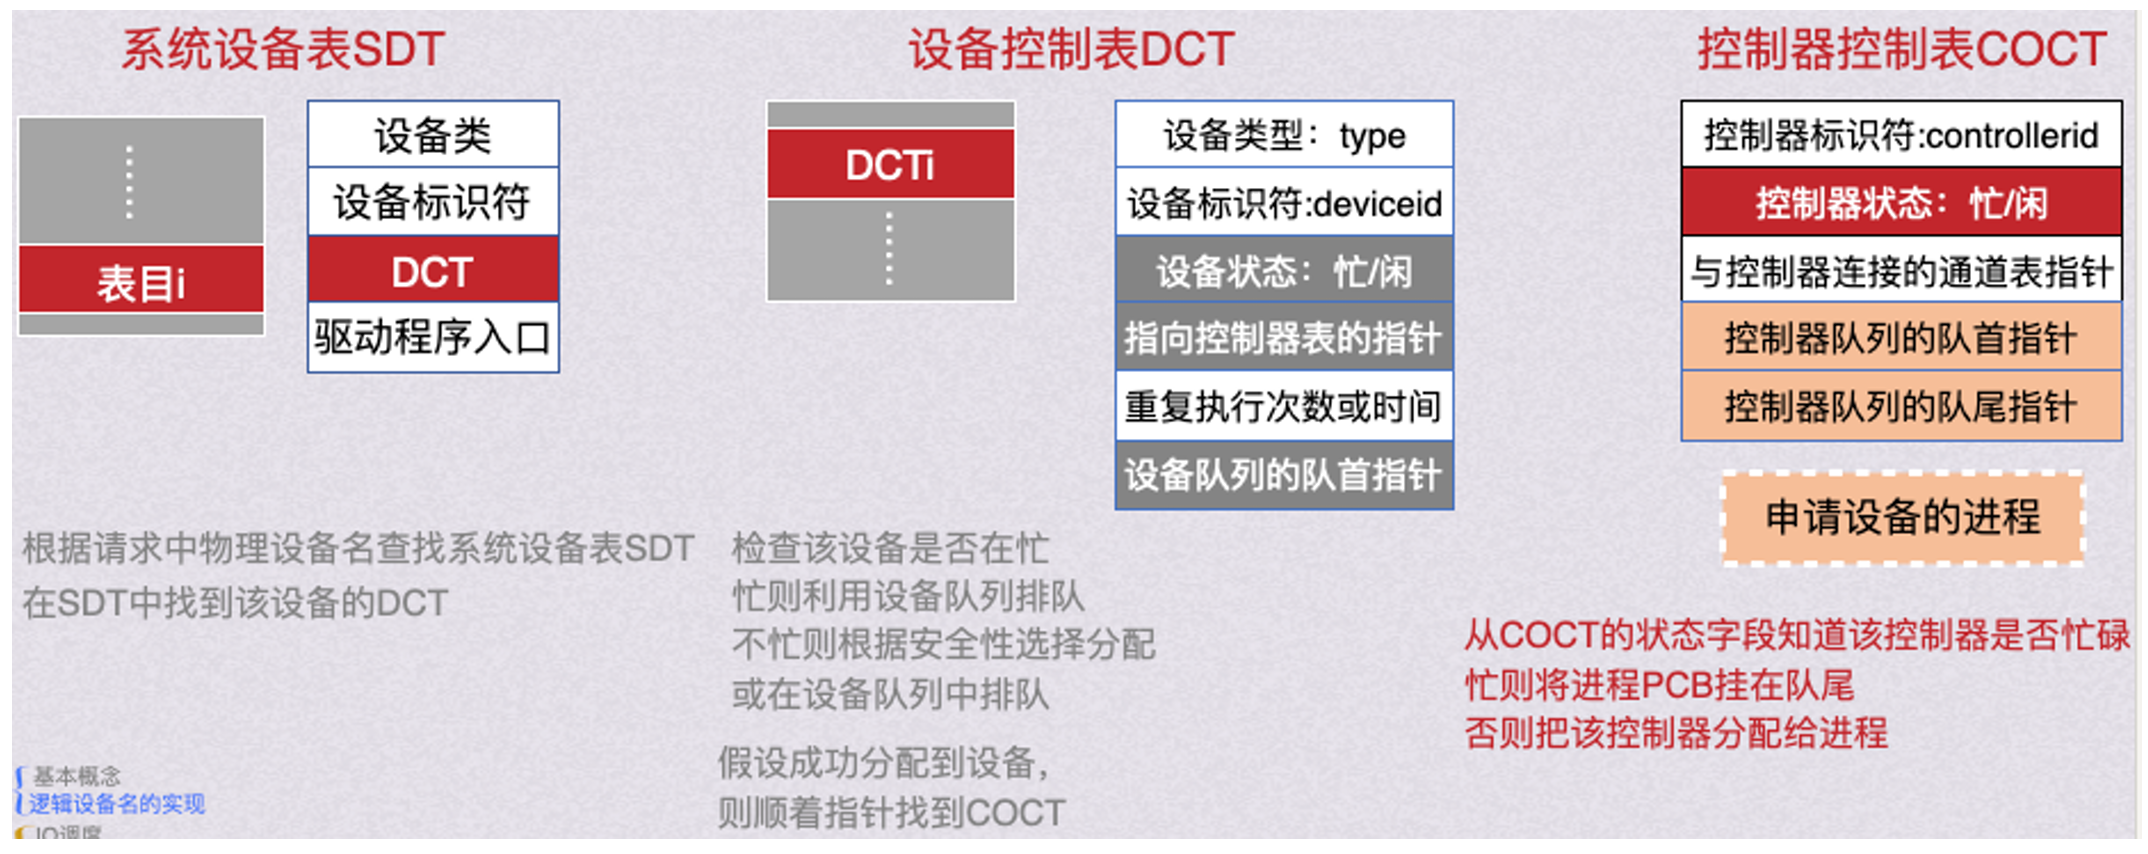 系统设备表SDT
表目i
设备类
设备标识符
DCT
驱动程序入口
根据请求中物理设备名查找系统设备表SDT
在SDT中找到该设备的DCT
设备控制表DCT
DCTi
设备类型：type
设备标识符:deviceid
设备状态：忙/闲
指向控制器表的指针
重复执行次数或时间
设备队列的队首指针
检查该设备是否在忙
忙则利用设备队列排队
不忙则根据安全性选择分配
或在设备队列中排队
假设成功分配到设备，
则顺着指针找到COCT
控制器控制表COCT
控制器标识符:controllerid
控制器状态：忙/闲
与控制器连接的通道表指针
控制器队列的队首指针
控制器队列的队尾指针
申请设备的进程
从COCT的状态字段知道该控制器是否忙碌
忙则将进程PCB挂在队尾
否则把该控制器分配给进程
基本概念
逻辑设备名的实现
IO调度